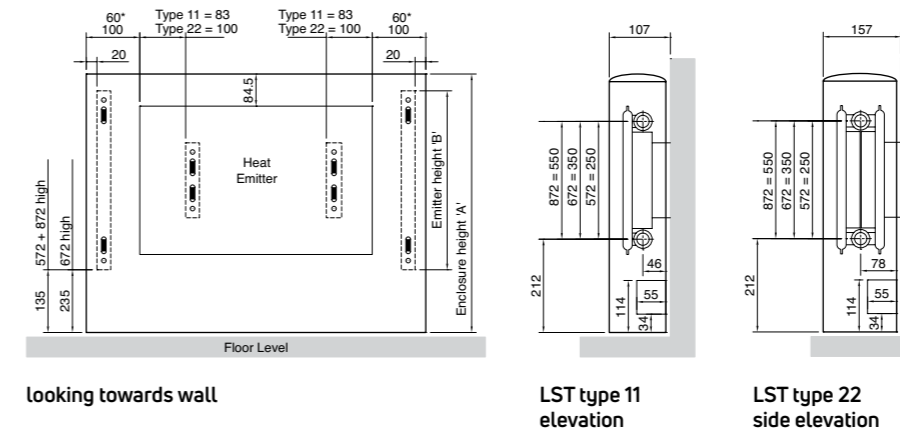 60*
100
Type 11 = 83
Type 22 = 100
Type 11 = 83
Type 22 = 100
60*
100
20
20
84.5
Heat
Emitter
Emitter height 'B'
Enclosure height 'A'
572 + 872 high
672 high
135
235
Floor Level
looking towards wall
107
872 = 550
672 = 350
572 = 250
212
46
55
114
34
LST type 11
elevation
157
872 = 550
672 = 350
572 = 250
212
78
55
114
34
LST type 22
side elevation